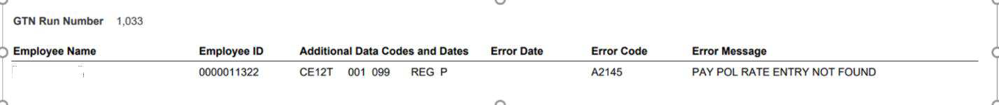 GTN Run Number 1,033
Employee Name Employee ID Additional Data Codes and Dates Error Date Error Code Error Message
0000011322 CE12T 001 099 REG P A2145 PAY POL RATE ENTRY NOT FOUND